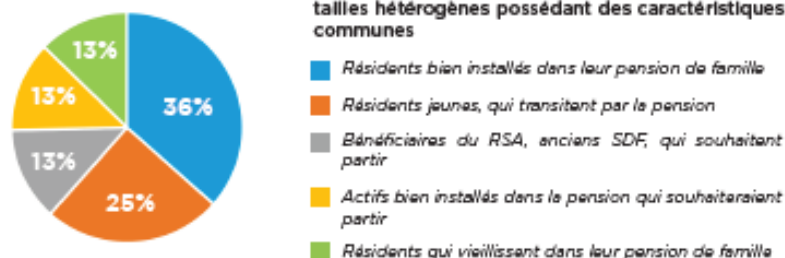 tailles hétérogènes possédant des caractéristiques
communes
13%
13%
36%
13%
25%
Résidents bien installés dans leur pension de famille
Résidents jeunes, qui transitent par la pension
Bénéficiaires du RSA, anciens SDF, qui souhaitent
partir
Actifs bien installés dans la pension qui souhaiteraient
partir
Résidents qui vieillissent dans leur pension de famille